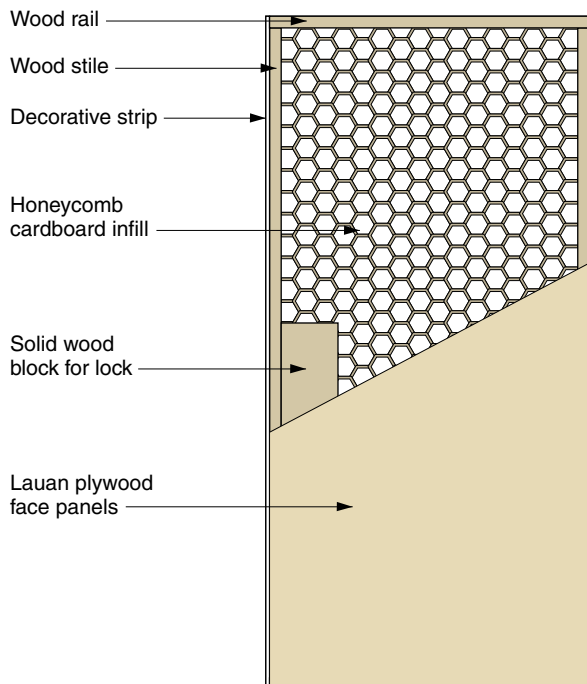 Wood rail
Wood stile
Decorative strip
Honeycomb
cardboard infill
Solid wood
block for lock
Lauan plywood
face panels